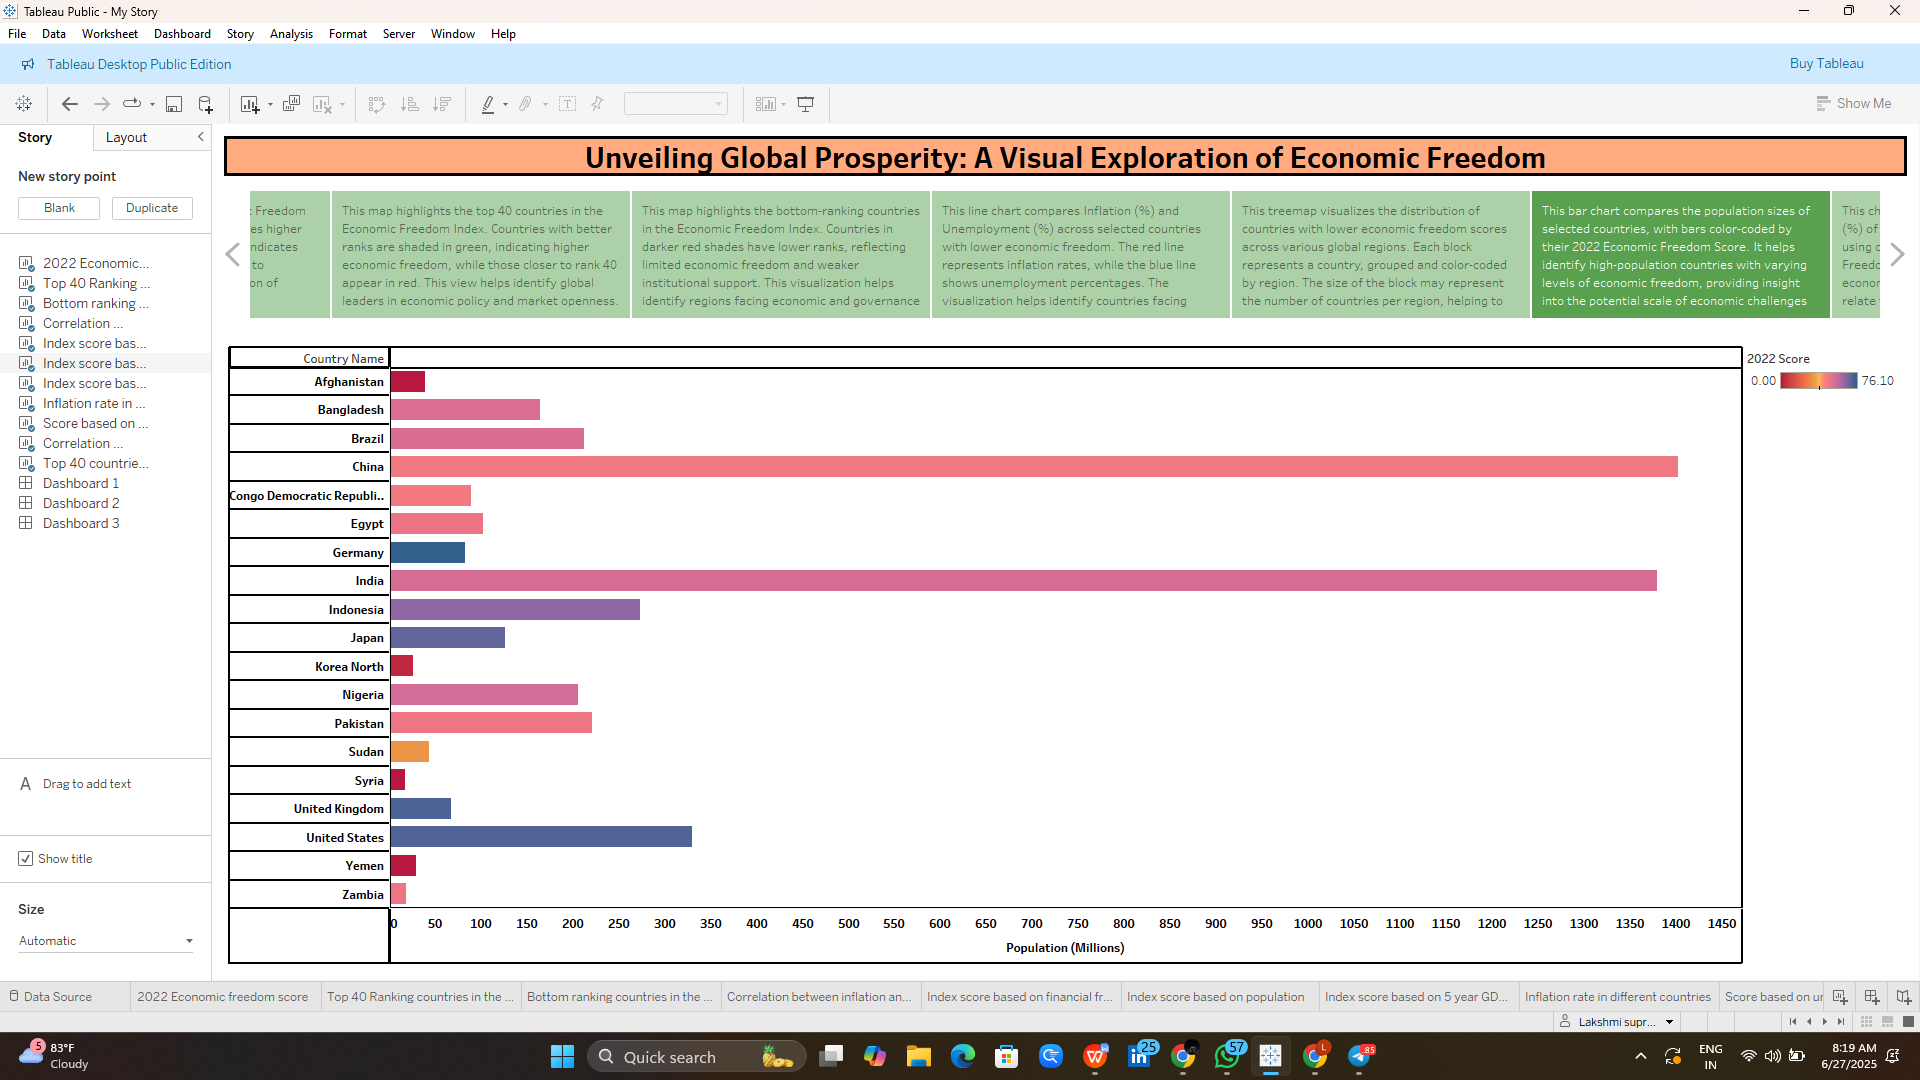 Tableau Public - My Story
File Data Worksheet Dashboard Story Analysis Format Server Window Help
Tableau Desktop Public Edition
Buy Tableau
Show Me
Story
Layout
New story point
Blank
Duplicate
2022 Economic...
Top 40 Ranking ...
Bottom ranking ...
Correlation ...
Index score bas...
Index score bas...
Index score bas...
Inflation rate in ...
Score based on ...
Correlation ...
Top 40 countrie...
Dashboard 1
Dashboard 2
Dashboard 3
A Drag to add text
Show title
Size
Automatic
Unveiling Global Prosperity: A Visual Exploration of Economic Freedom
: Freedom
es higher
ndicates
to
on of
This map highlights the top 40 countries in the
Economic Freedom Index. Countries with better
ranks are shaded in green, indicating higher
economic freedom, while those closer to rank 40
appear in red. This view helps identify global
leaders in economic policy and market openness.
This map highlights the bottom-ranking countries
in the Economic Freedom Index. Countries in
darker red shades have lower ranks, reflecting
limited economic freedom and weaker
institutional support. This visualization helps
identify regions facing economic and governance
This line chart compares Inflation (%) and
Unemployment (%) across selected countries
with lower economic freedom. The red line
represents inflation rates, while the blue line
shows unemployment percentages. The
visualization helps identify countries facing
This treemap visualizes the distribution of
countries with lower economic freedom scores
across various global regions. Each block
represents a country, grouped and color-coded
by region. The size of the block may represent
the number of countries per region, helping to
This bar chart compares the population sizes of
selected countries, with bars color-coded by
their 2022 Economic Freedom Score. It helps
identify high-population countries with varying
levels of economic freedom, providing insight
into the potential scale of economic challenges
This ch
(%) of
using c
Freedo
econor
relate
Country Name
Afghanistan
Bangladesh
Brazil
China
Congo Democratic Republi..
Egypt
Germany
India
Indonesia
Japan
Korea North
Nigeria
Pakistan
Sudan
Syria
United Kingdom
United States
Yemen
Zambia
0 50 100 150 200 250 300 350 400 450 500 550 600 650 700 750 800 850 900 950 1000 1050 1100 1150 1200 1250 1300 1350 1400 1450
Population (Millions)
2022 Score
0.00 76.10
Data Source
2022 Economic freedom score
Top 40 Ranking countries in the ...
Bottom ranking countries in the ...
Correlation between inflation an...
Index score based on financial fr...
Index score based on population
Index score based on 5 year GD...
Inflation rate in different countries
Score based on ur
Lakshmi supr...
5
83°F
Cloudy
Quick search
25
57
L
85
ENG
IN
8:19 AM
6/27/2025